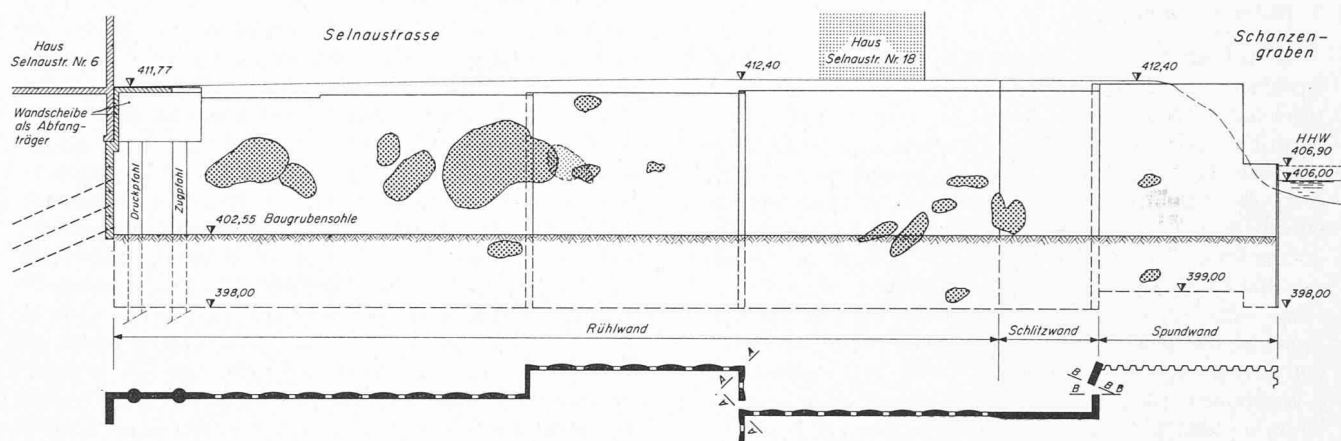 Haus
Selnaustr. Nr. 6
Selnaustrasse
Haus
Selnaustr. Nr. 18
Schanzen-
graben
411,77
412,40
412,40
Wandscheibe
als Abfang-
träger
HHW
406,90
406,00
Druckpfahl
Zugpfahl
402,55 Baugrubensohle
398,00
399,00
398,00
Rühlwand
Schlitzwand
Spundwand
A
A
A
A
B
B
B
B